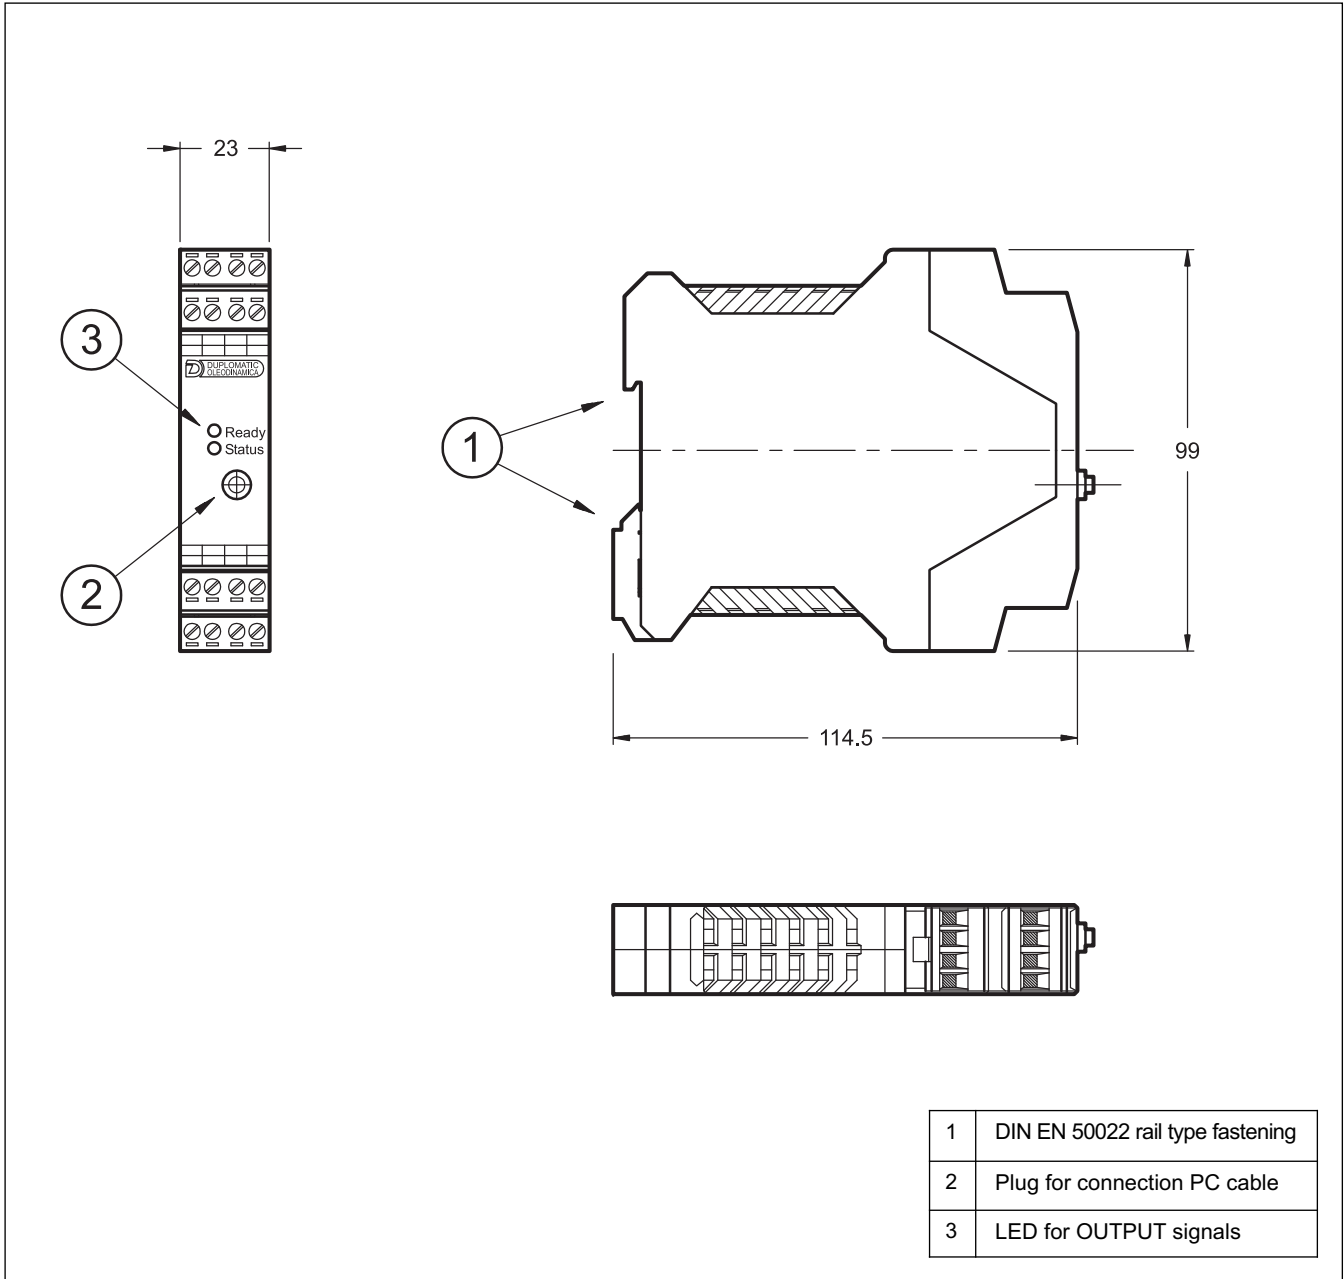 23
3
DUPLOMATIC
OLEODINAMICA
Ready
Status
1
99
2
114.5
1 DIN EN 50022 rail type fastening
2 Plug for connection PC cable
3 LED for OUTPUT signals